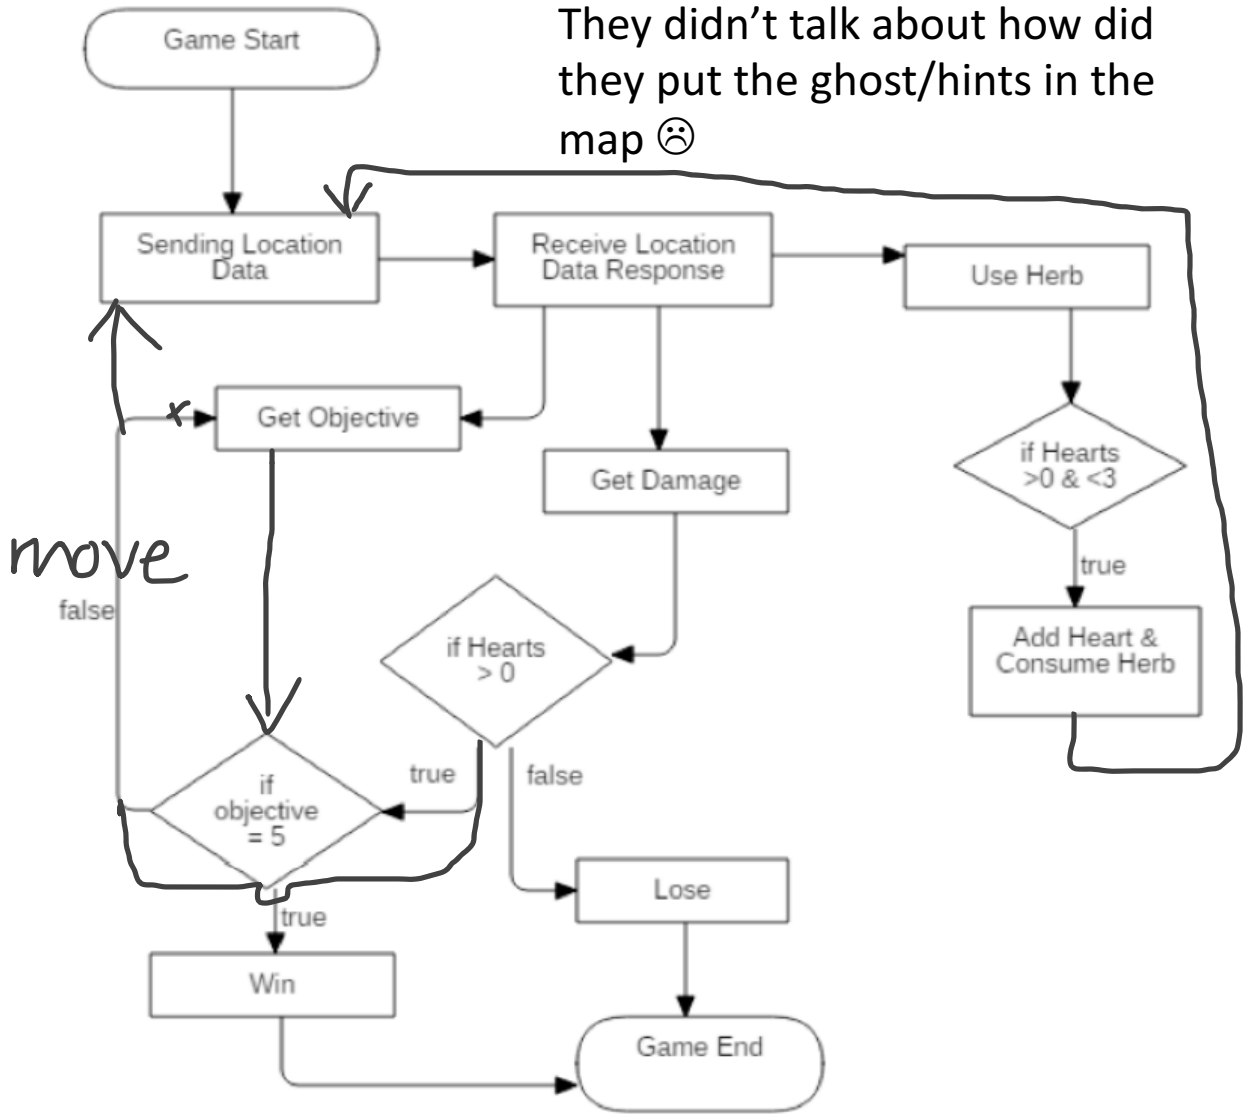 They didn’t talk about how did
they put the ghost/hints in the
map ☹
Game Start
Sending Location
Data
Receive Location
Data Response
Use Herb
Get Objective
Get Damage
if Hearts
>0 & <3
true
Add Heart &
Consume Herb
move
false
if Hearts
> 0
true
false
if
objective
= 5
true
Lose
Win
Game End